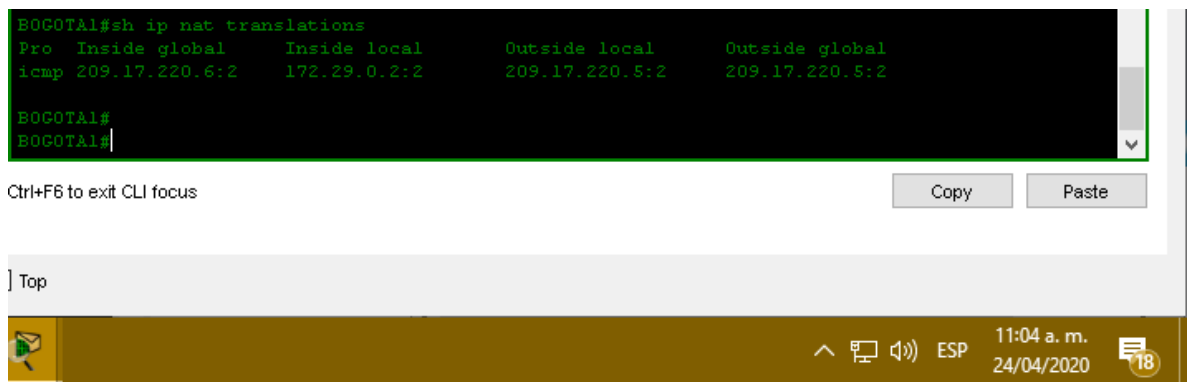 BOGOTA1#sh ip nat translations
Pro Inside global Inside local Outside local Outside global
icmp 209.17.220.6:2 172.29.0.2:2 209.17.220.5:2 209.17.220.5:2
BOGOTA1#
BOGOTA1#
Ctrl+F6 to exit CLI focus
Copy Paste
Top
ESP 11:04 a. m.
24/04/2020
18